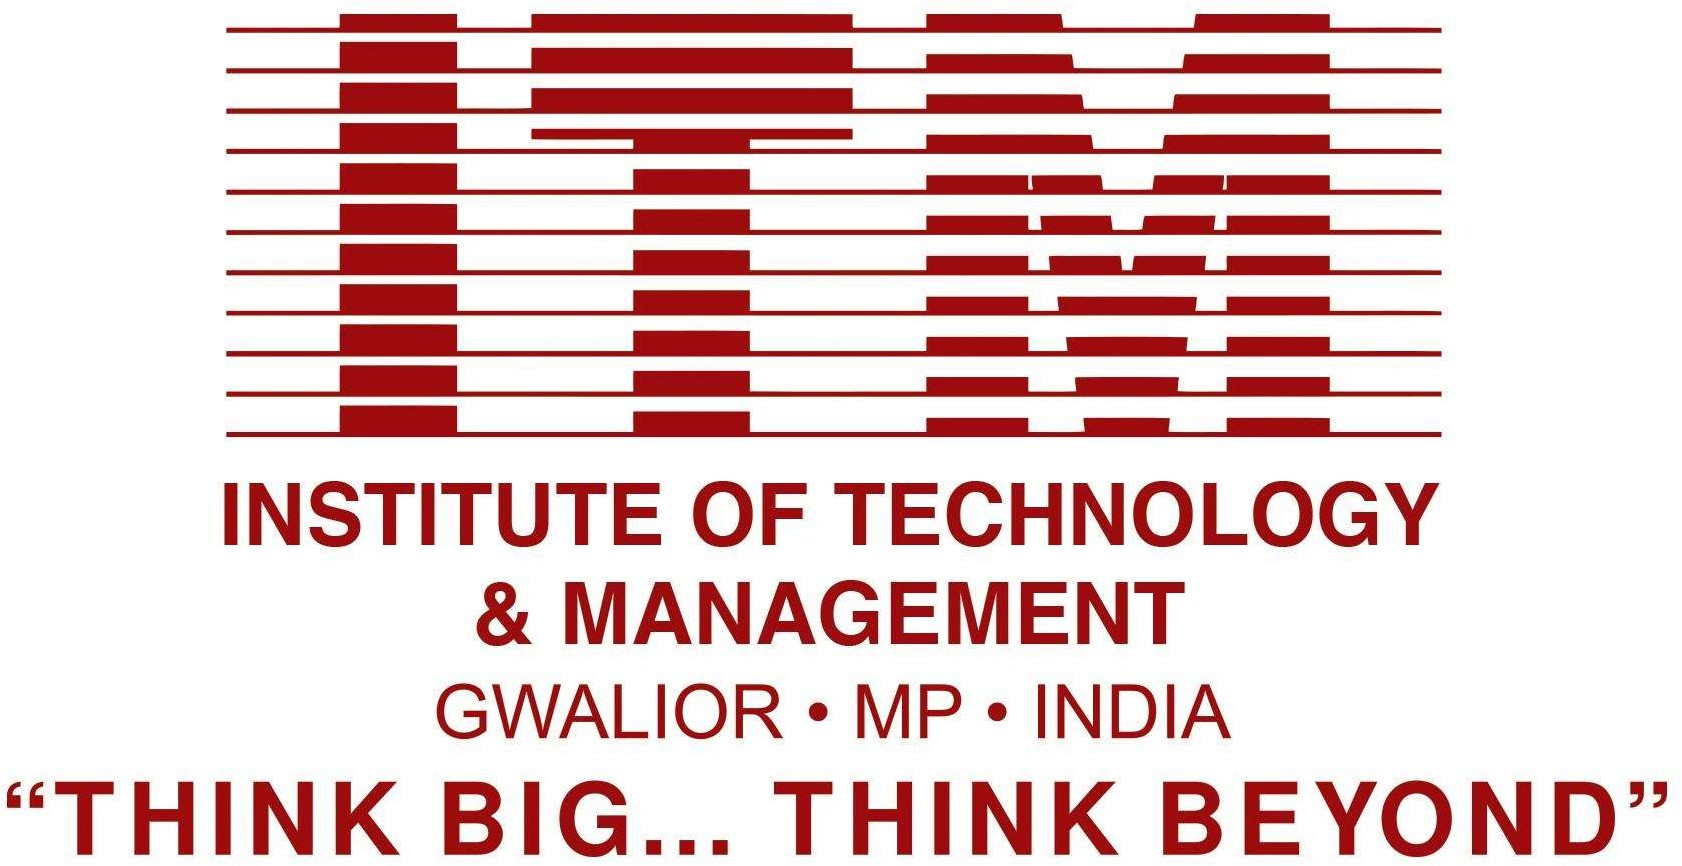 ITM
INSTITUTE OF TECHNOLOGY
& MANAGEMENT
GWALIOR • MP • INDIA
“THINK BIG... THINK BEYOND”